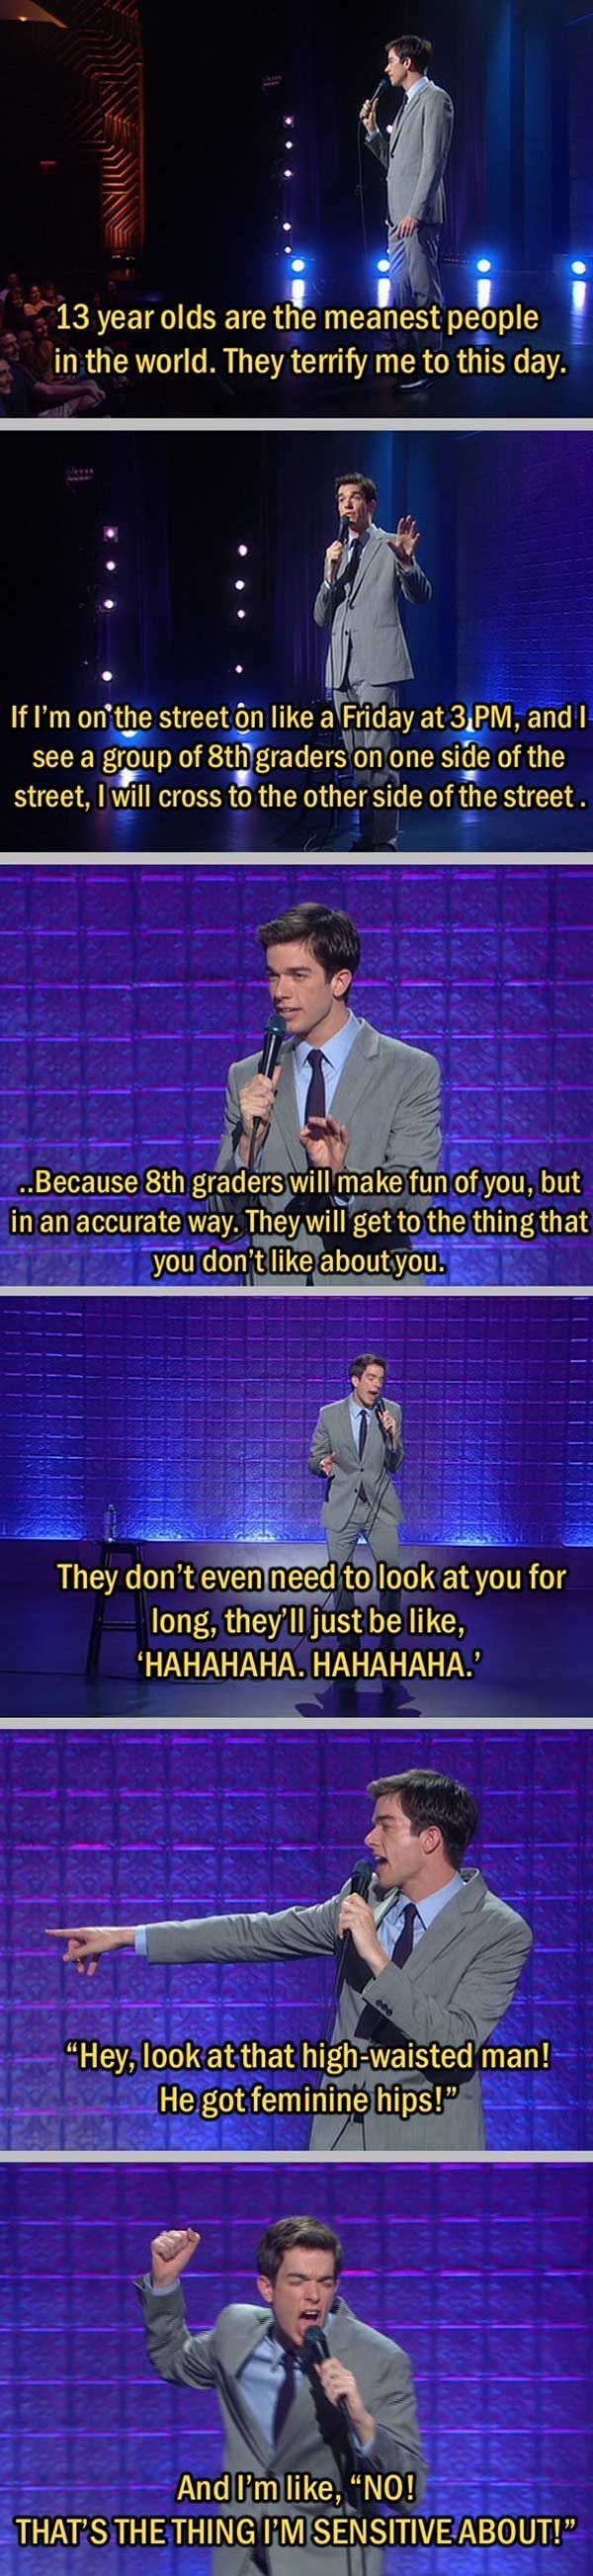 13 year olds are the meanest people
in the world. They terrify me to this day.
If I'm on the street on like a Friday at 3 PM, and I
see a group of 8th graders on one side of the
street, I will cross to the other side of the street.
..Because 8th graders will make fun of you, but
in an accurate way. They will get to the thing that
you don't like about you.
They don't even need to look at you for
long, they'll just be like,
'HAHAHAHA. HAHAHAHA.'
“Hey, look at that high-waisted man!
He got feminine hips!”
And I'm like, “NO!
THAT'S THE THING I'M SENSITIVE ABOUT!”